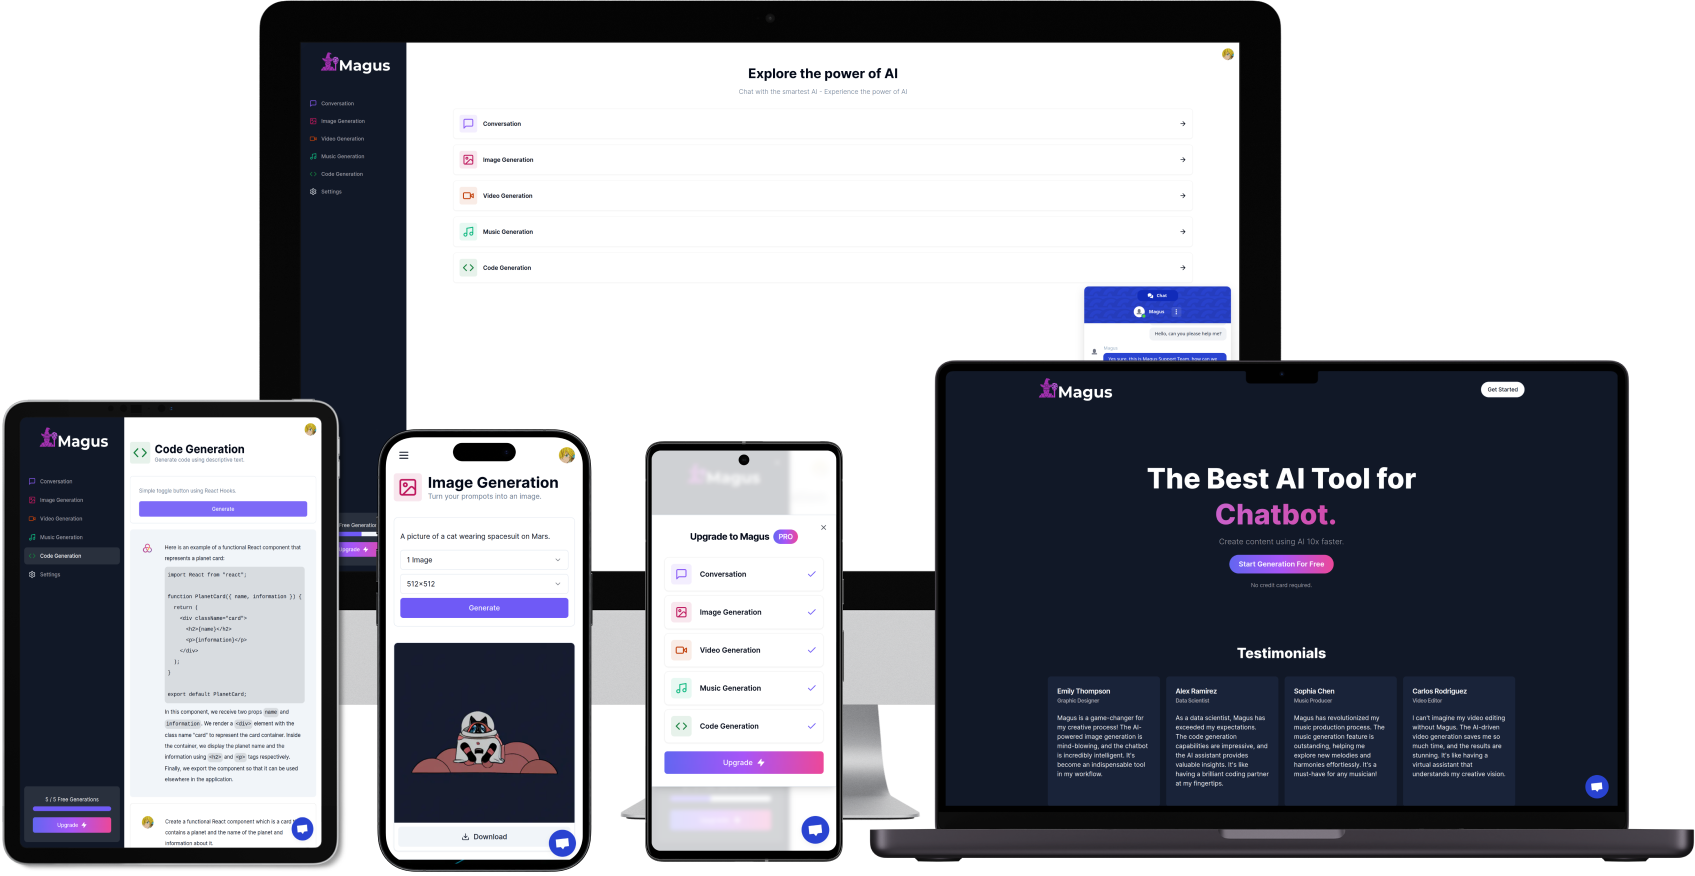 Magus
Conversation
Image Generation
Video Generation
Music Generation
Code Generation
Settings
Explore the power of AI
Chat with the smartest AI - Experience the power of AI
Conversation
Image Generation
Video Generation
Music Generation
Code Generation
Chat
Magus
Hello, can you please help me?
Magus
Yes sure, this is Magus Support Team, how can we
Free Generation
Upgrade
Magus
Conversation
Image Generation
Video Generation
Music Generation
Code Generation
Settings
5 / 5 Free Generations
Upgrade
Code Generation
Generate code using descriptive text.
Simple toggle button using React Hooks.
Generate
Here is an example of a functional React component that
represents a planet card:
import React from "react";
function PlanetCard({ name, information }) {
return (
<div className="card">
<h2>{name}</h2>
<p>{information}</p>
</div>
);
}
export default PlanetCard;
In this component, we receive two props name and
information. We render a <div> element with the
class name "card" to represent the card container. Inside
the container, we display the planet name and the
information using <h2> and <p> tags respectively.
Finally, we export the component so that it can be used
elsewhere in the application.
Create a functional React component which is a card
contains a planet and the name of the planet and
information about it.
Image Generation
Turn your prompots into an image.
A picture of a cat wearing spacesuit on Mars.
1 Image
512x512
Generate
Download
Magus
Upgrade to Magus PRO
Conversation
Image Generation
Video Generation
Music Generation
Code Generation
Upgrade
Magus
Get Started
The Best AI Tool for
Chatbot.
Create content using AI 10x faster.
Start Generation For Free
No credit card required.
Testimonials
Emily Thompson
Graphic Designer
Magus is a game-changer for
my creative process! The AI-
powered image generation is
mind-blowing, and the chatbot
is incredibly intelligent. It's
become an indispensable tool
in my workflow.
Alex Ramirez
Data Scientist
As a data scientist, Magus has
exceeded my expectations.
The code generation
capabilities are impressive, and
the AI assistant provides
valuable insights. It's like
having a brilliant coding partner
at my fingertips.
Sophia Chen
Music Producer
Magus has revolutionized my
music production process. The
music generation feature is
outstanding, helping me
explore new melodies and
harmonies effortlessly. It's a
must-have for any musician!
Carlos Rodriguez
Video Editor
I can't imagine my video editing
without Magus. The AI-driven
video generation saves me so
much time, and the results are
stunning. It's like having a
virtual assistant that
understands my creative vision.